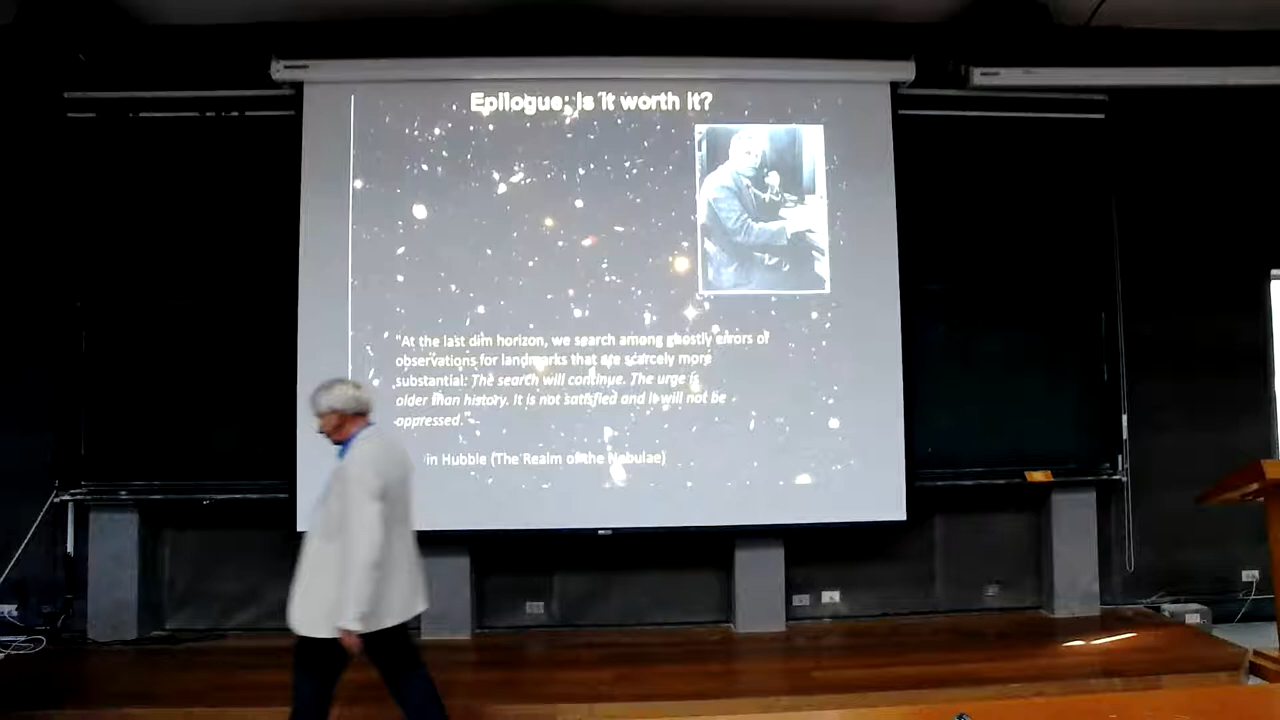 Epilogue: Is it worth it?
"At the last dim horizon, we search among ghostly errors of
observations for landmarks that are scarcely more
substantial: The search will continue. The urge is
older than history. It is not satisfied and it will not be
oppressed."
in Hubble (The Realm of the Nebulae)